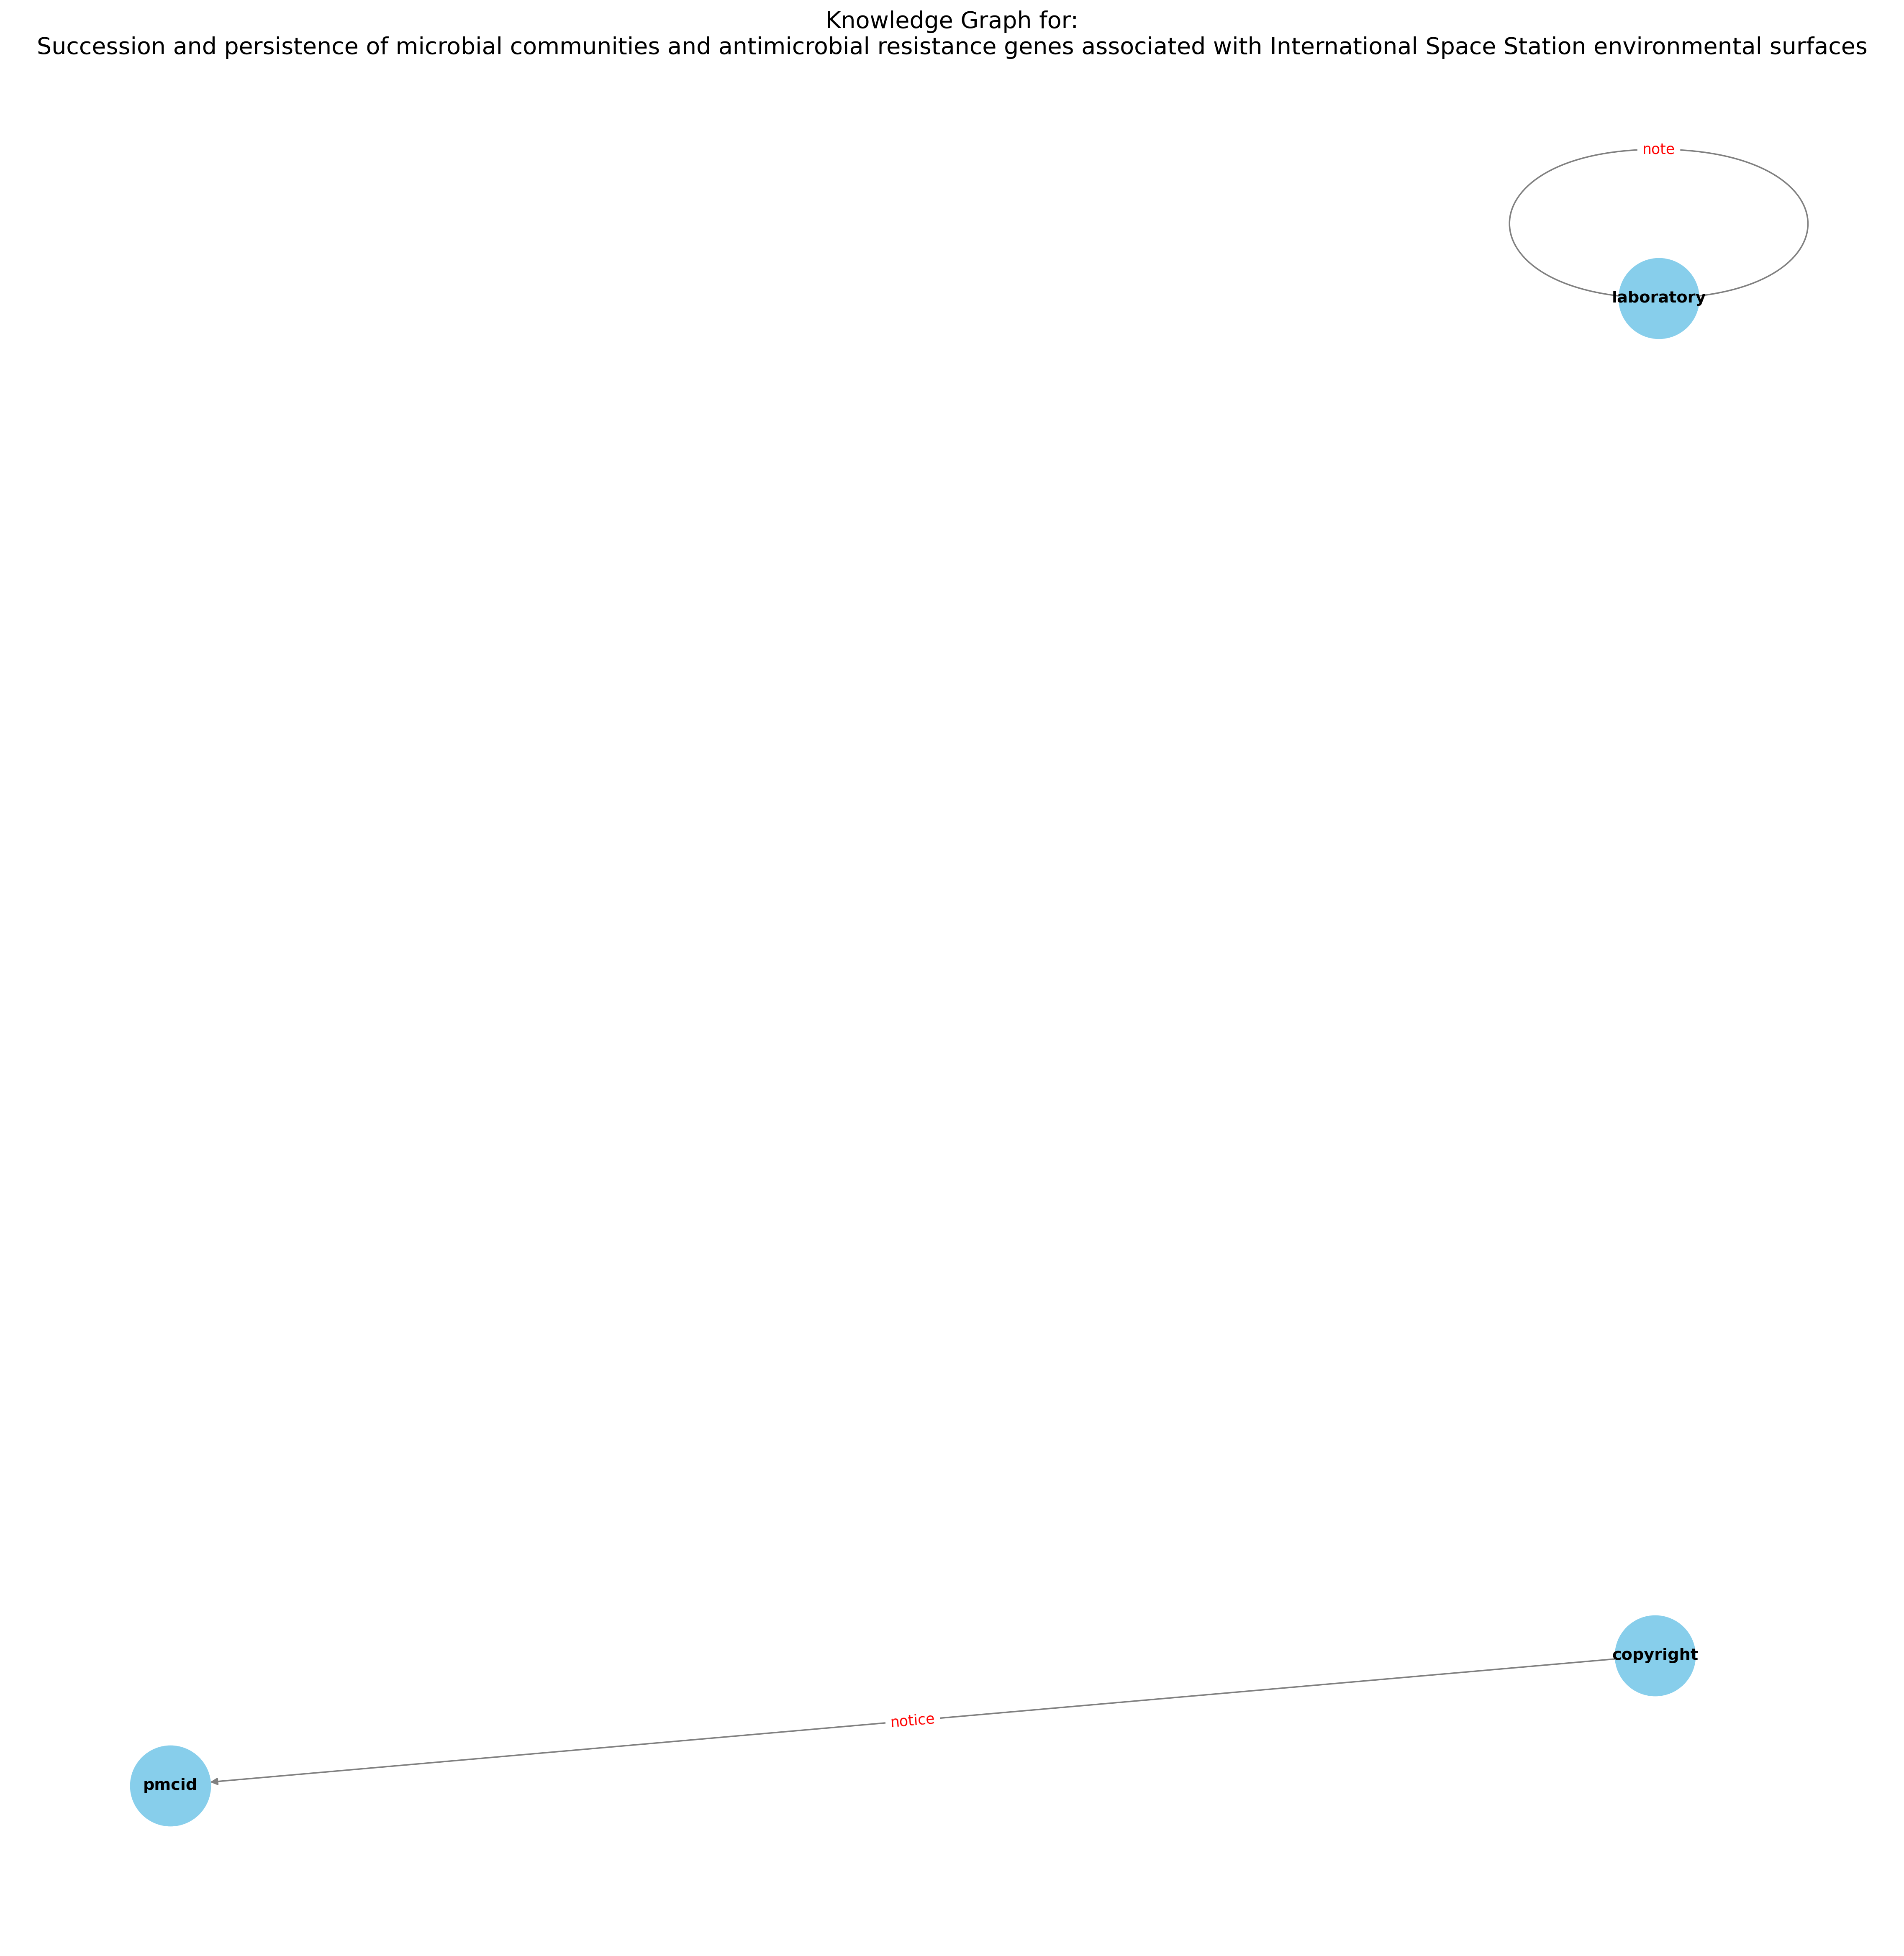 Knowledge Graph for:
Succession and persistence of microbial communities and antimicrobial resistance genes associated with International Space Station environmental surfaces
note
laboratory
copyright
notice
pmcid